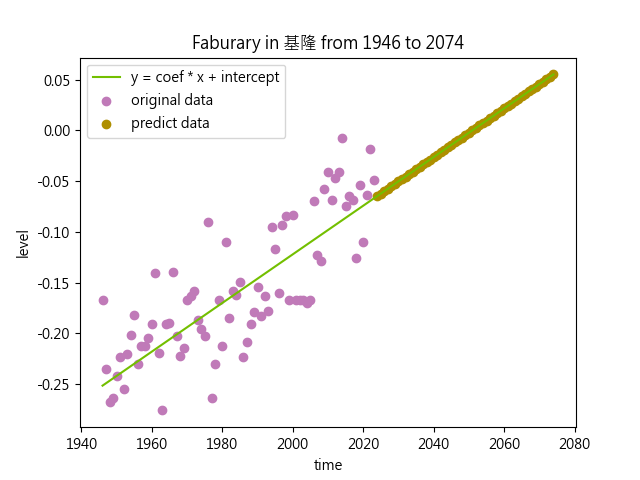 Faburary in 基隆 from 1946 to 2074
y = coef * x + intercept
original data
predict data
level
0.05
0.00
-0.05
-0.10
-0.15
-0.20
-0.25
1940 1960 1980 2000 2020 2040 2060 2080
time